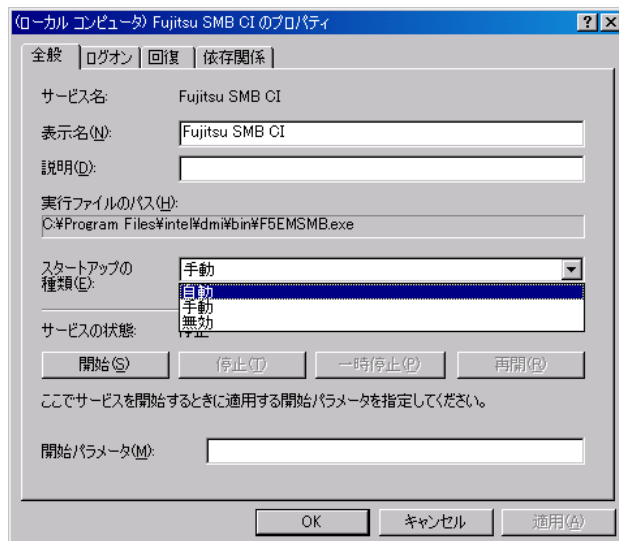 (ローカル コンピュータ) Fujitsu SMB CI のプロパティ
全般 ログオン 回復 依存関係
サービス名: Fujitsu SMB CI
表示名(N): Fujitsu SMB CI
説明(D):
実行ファイルのパス(H):
C:¥Program Files¥intel¥dmi¥bin¥F5EMSMB.exe
スタートアップの
種類(E):
手動
自動
手動
無効
サービスの状態: 停止
開始(S) 停止(T) 一時停止(P) 再開(R)
ここでサービスを開始するときに適用する開始パラメータを指定してください。
開始パラメータ(M):
OK キャンセル 適用(A)